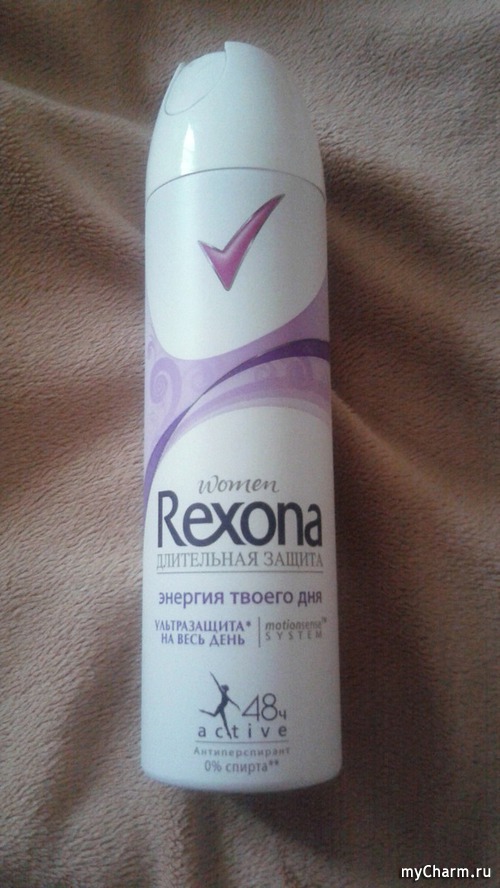 women
Rexona
ДЛИТЕЛЬНАЯ ЗАЩИТА
энергия твоего дня
УЛЬТРАЗАЩИТА* НА ВЕСЬ ДЕНЬ
motionsense™ SYSTEM
48ч
active
Антиперспирант
0% спирта**
myCharm.ru